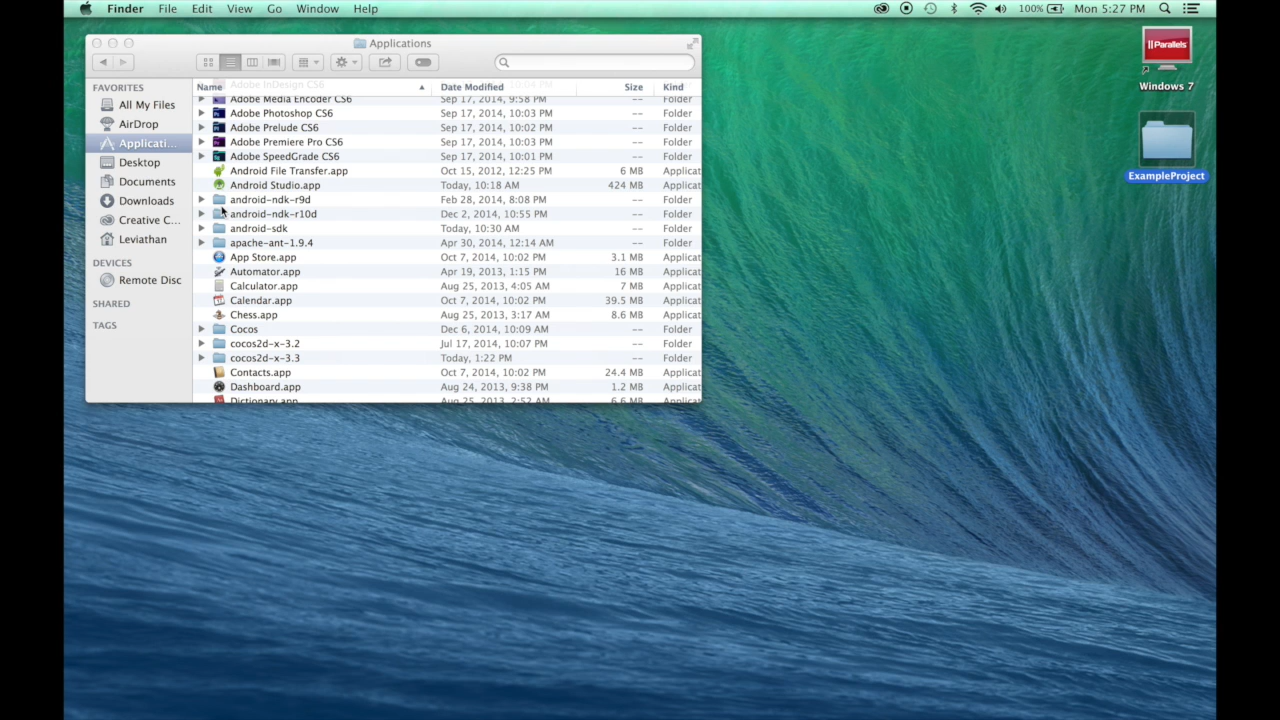 Finder File Edit View Go Window Help 100% Mon 5:27 PM
Applications
FAVORITES
All My Files
AirDrop
Applicati...
Desktop
Documents
Downloads
Creative C...
Leviathan
DEVICES
Remote Disc
SHARED
TAGS
Name Date Modified Size Kind
Adobe InDesign CS6
Adobe Media Encoder CS6 Sep 17, 2014, 9:58 PM -- Folder
Adobe Photoshop CS6 Sep 17, 2014, 10:03 PM -- Folder
Adobe Prelude CS6 Sep 17, 2014, 10:02 PM -- Folder
Adobe Premiere Pro CS6 Sep 17, 2014, 10:03 PM -- Folder
Adobe SpeedGrade CS6 Sep 17, 2014, 10:01 PM -- Folder
Android File Transfer.app Oct 15, 2012, 12:25 PM 6 MB Applicat
Android Studio.app Today, 10:18 AM 424 MB Applicat
android-ndk-r9d Feb 28, 2014, 8:08 PM -- Folder
android-ndk-r10d Dec 2, 2014, 10:55 PM -- Folder
android-sdk Today, 10:30 AM -- Folder
apache-ant-1.9.4 Apr 30, 2014, 12:14 AM -- Folder
App Store.app Oct 7, 2014, 10:02 PM 3.1 MB Applicat
Automator.app Apr 19, 2013, 1:15 PM 16 MB Applicat
Calculator.app Aug 25, 2013, 4:05 AM 7 MB Applicat
Calendar.app Oct 7, 2014, 10:02 PM 39.5 MB Applicat
Chess.app Aug 25, 2013, 3:17 AM 8.6 MB Applicat
Cocos Dec 6, 2014, 10:09 AM -- Folder
cocos2d-x-3.2 Jul 17, 2014, 10:07 PM -- Folder
cocos2d-x-3.3 Today, 1:22 PM -- Folder
Contacts.app Oct 7, 2014, 10:02 PM 24.4 MB Applicat
Dashboard.app Aug 24, 2013, 9:38 PM 1.2 MB Applicat
Dictionary.app Aug 25, 2013, 2:52 AM 6.6 MB Applicat
Parallels
Windows 7
ExampleProject